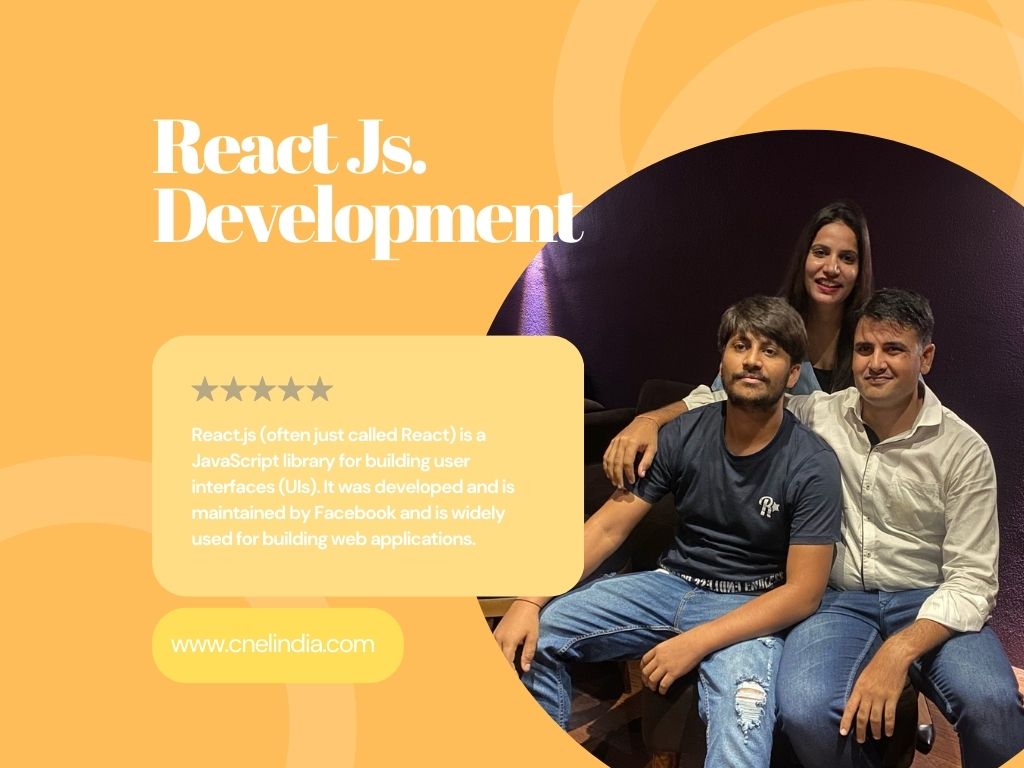 React Js.
Development
React.js (often just called React) is a
JavaScript library for building user
interfaces (UIs). It was developed and is
maintained by Facebook and is widely
used for building web applications.
www.cnelindia.com
R